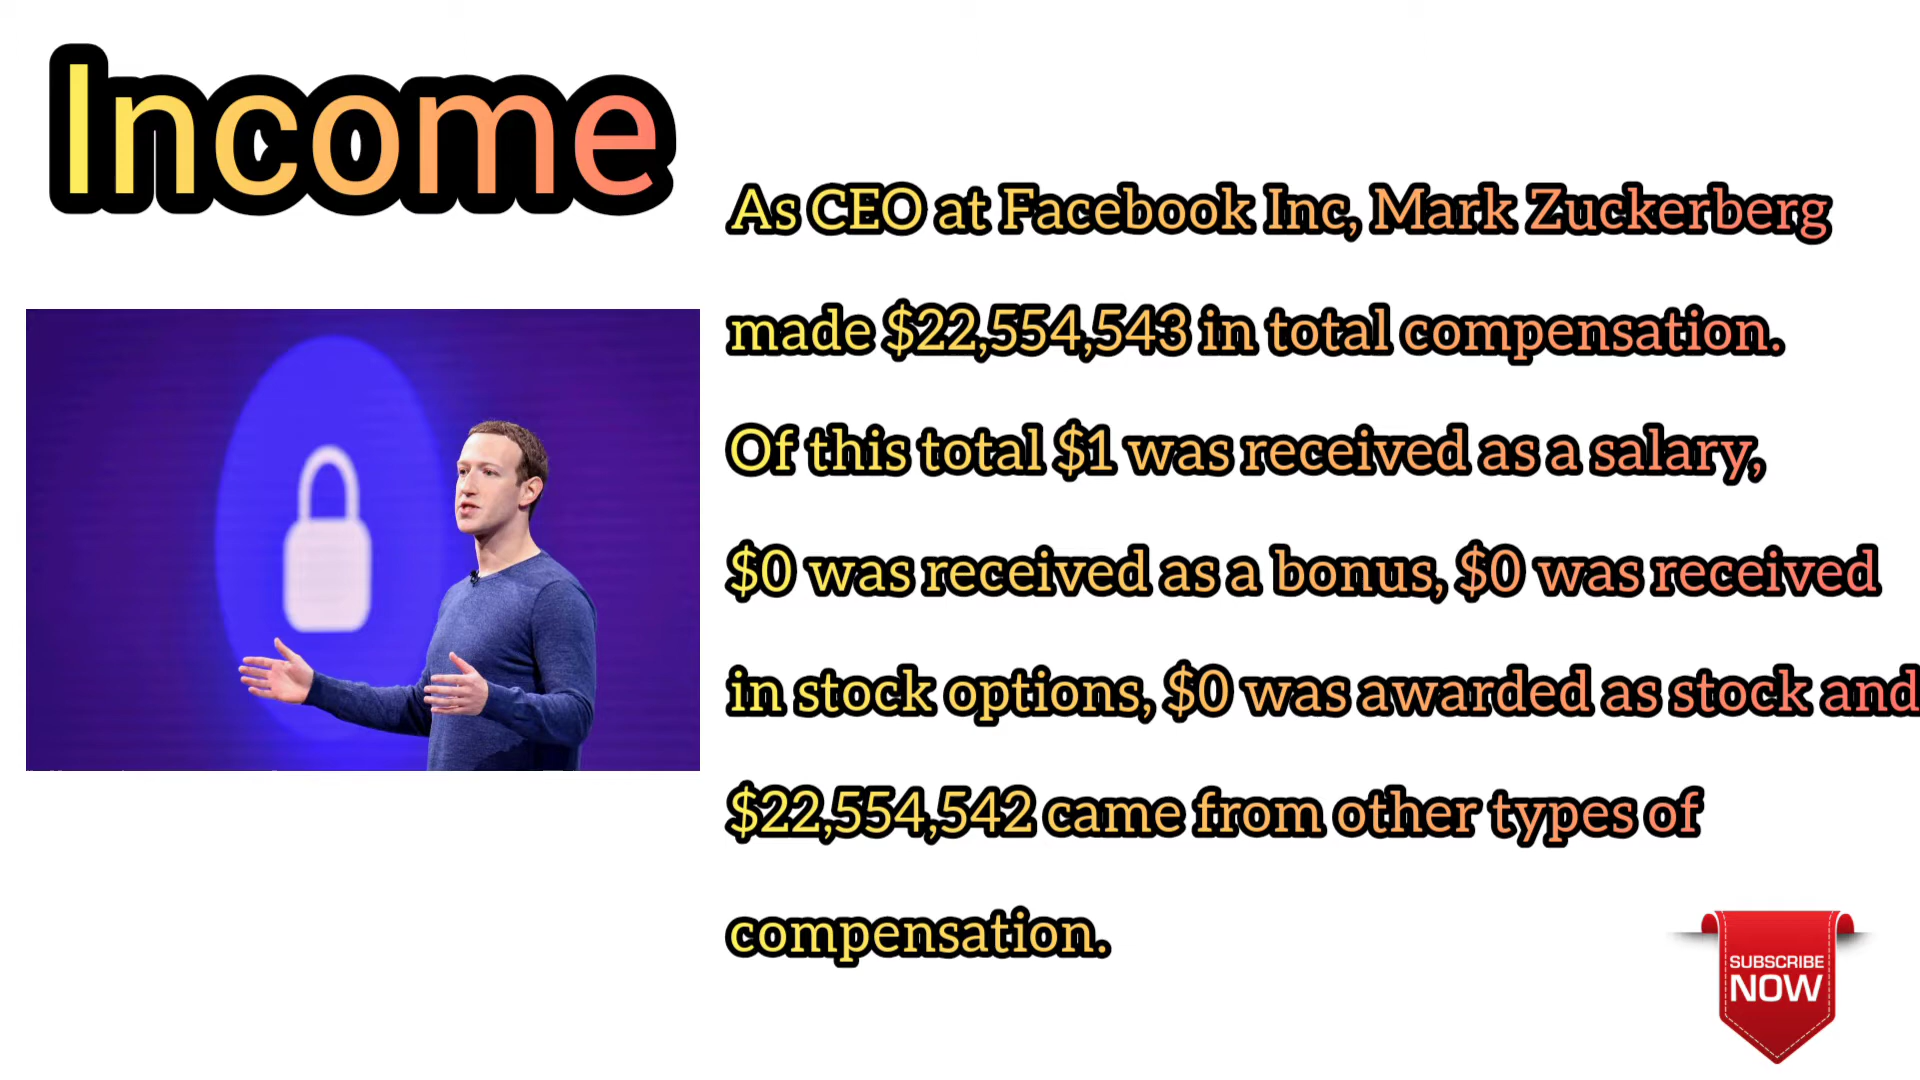 Income
As CEO at Facebook Inc, Mark Zuckerberg
made $22,554,543 in total compensation.
Of this total $1 was received as a salary,
$0 was received as a bonus, $0 was received
in stock options, $0 was awarded as stock and
$22,554,542 came from other types of
compensation.
SUBSCRIBE
NOW